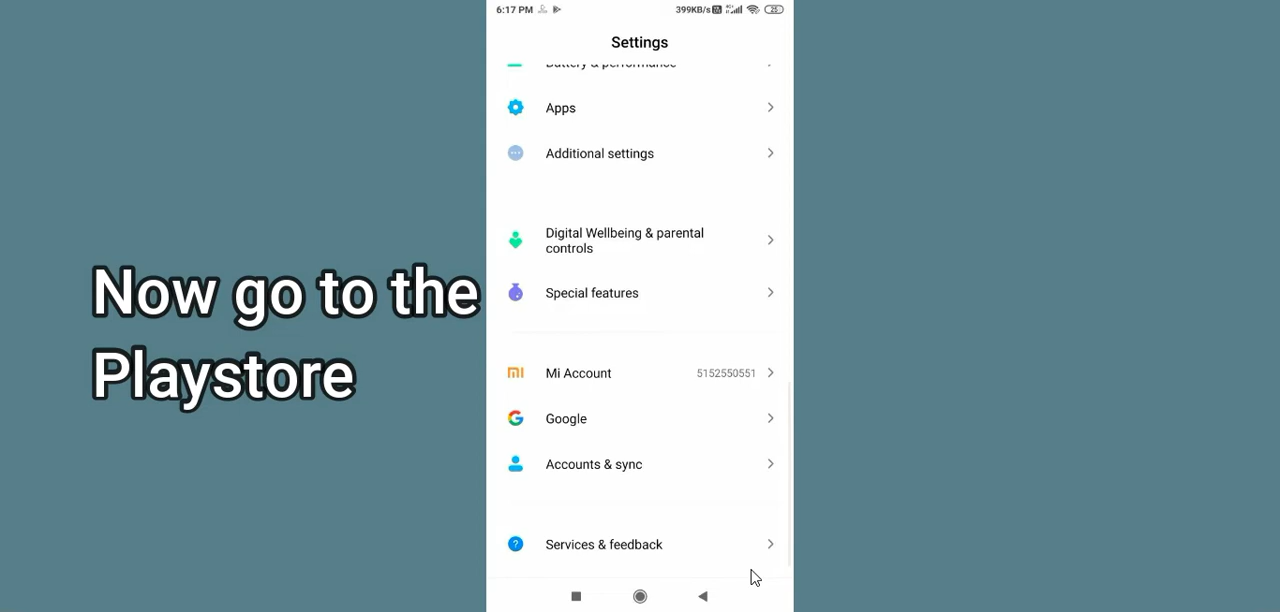 6:17 PM
399KB/s
25
Settings
Battery & performance
Apps
Additional settings
Digital Wellbeing & parental
controls
Special features
Mi Account
5152550551
Google
Accounts & sync
Services & feedback
Now go to the
Playstore